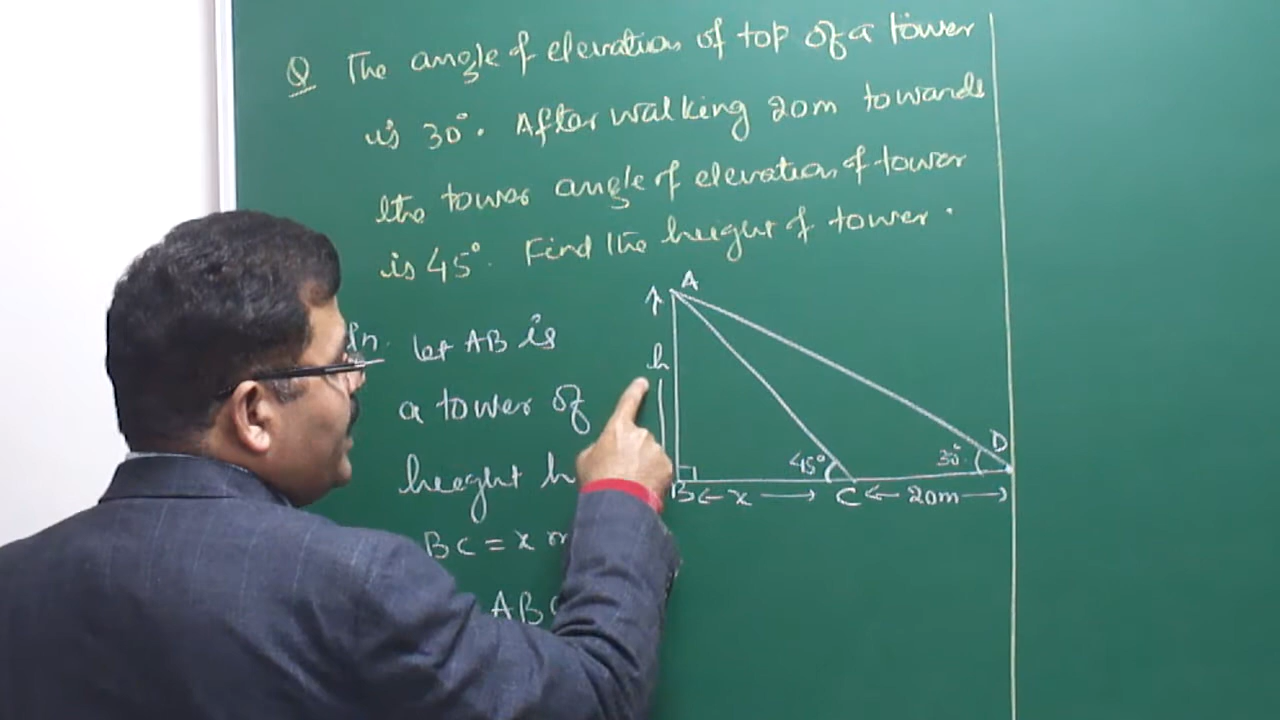 Q The angle of elevation of top of a tower
is 30°. After walking 20m towards
the tower angle of elevation of tower
is 45°. Find the height of tower.
let AB is
a tower of
height h
BC = x
A
h
45°
30°
D
B ← x → C ← 20m →